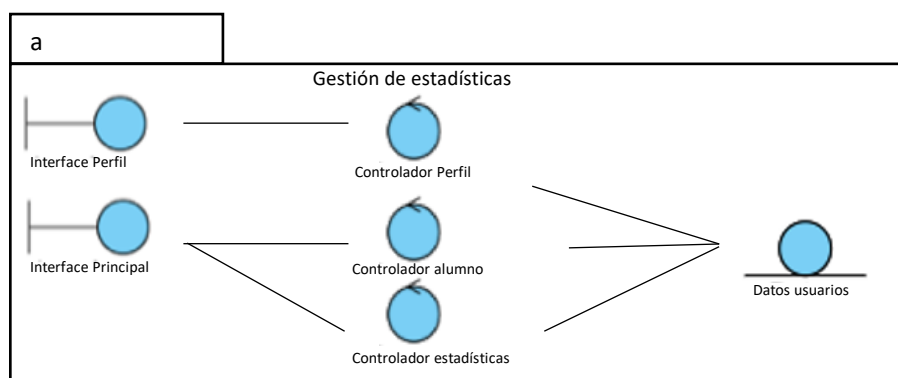 a
Gestión de estadísticas
Interface Perfil
Controlador Perfil
Interface Principal
Controlador alumno
Datos usuarios
Controlador estadísticas